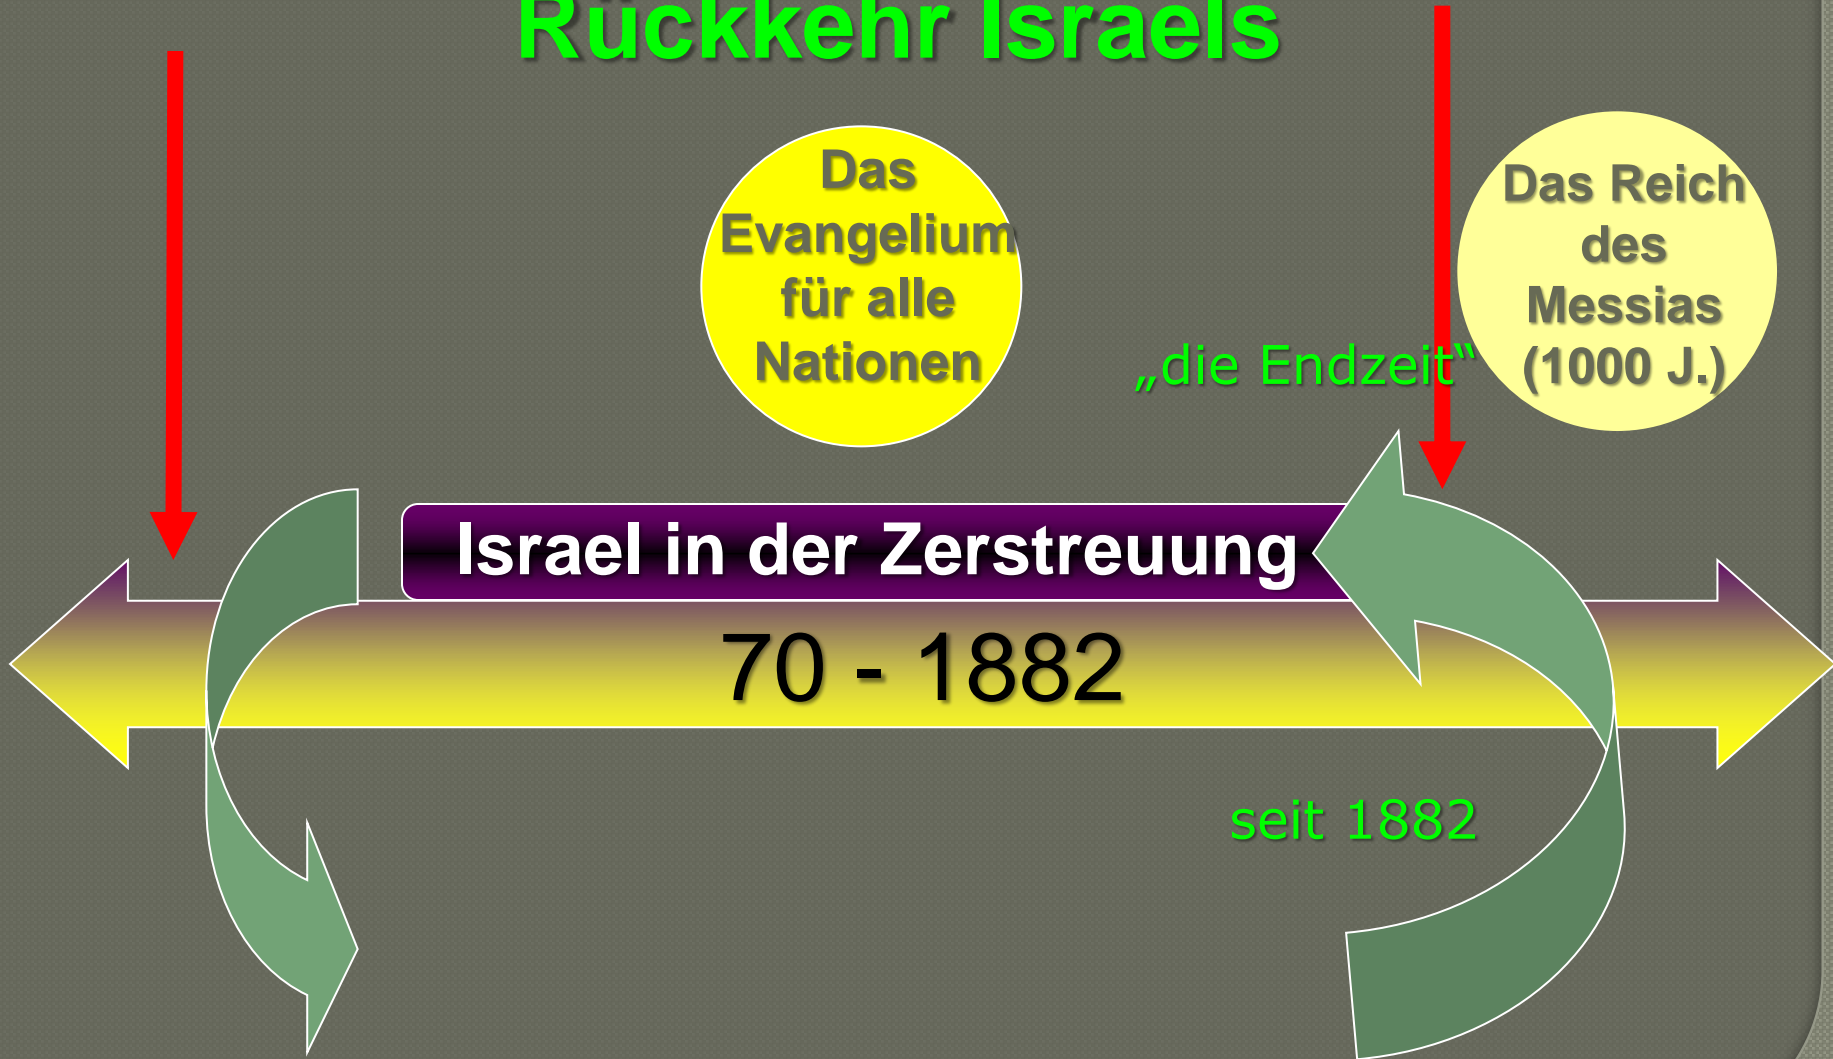 Rückkehr Israels
Das
Evangelium
für alle
Nationen
Das Reich
des
Messias
(1000 J.)
„die Endzeit“
Israel in der Zerstreuung
70 - 1882
seit 1882